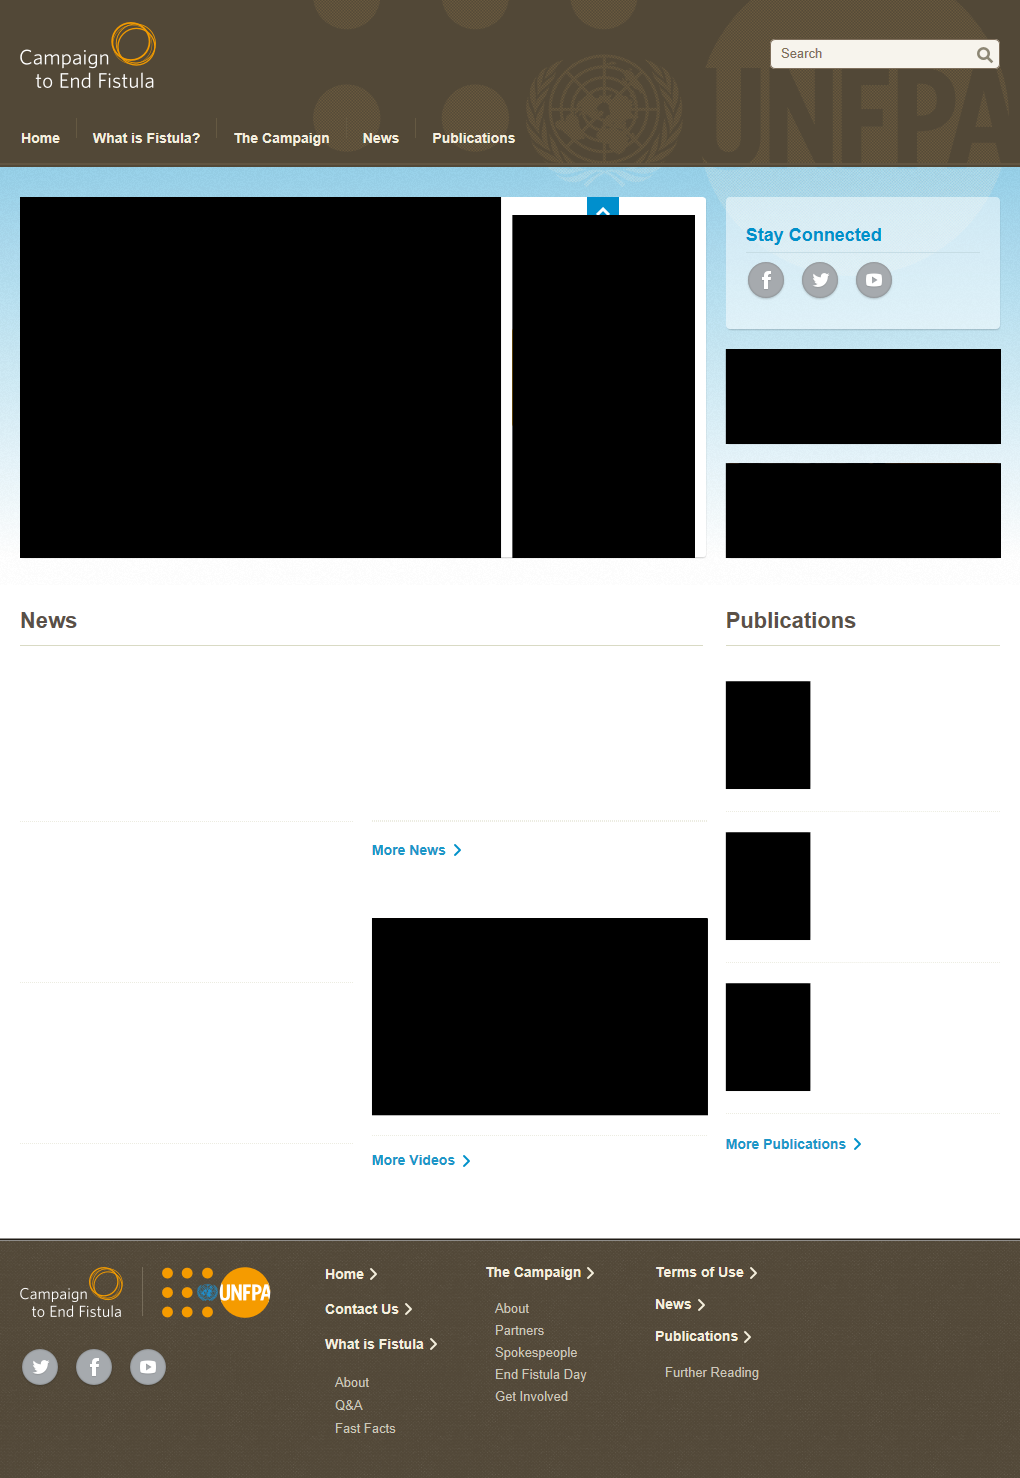 Campaign
to End Fistula
Search
UNFPA
Home
What is Fistula?
The Campaign
News
Publications
Stay Connected
News
Publications
More News
More Videos
More Publications
Campaign
to End Fistula
UNFPA
Home
Contact Us
What is Fistula
About
Q&A
Fast Facts
The Campaign
About
Partners
Spokespeople
End Fistula Day
Get Involved
Terms of Use
News
Publications
Further Reading